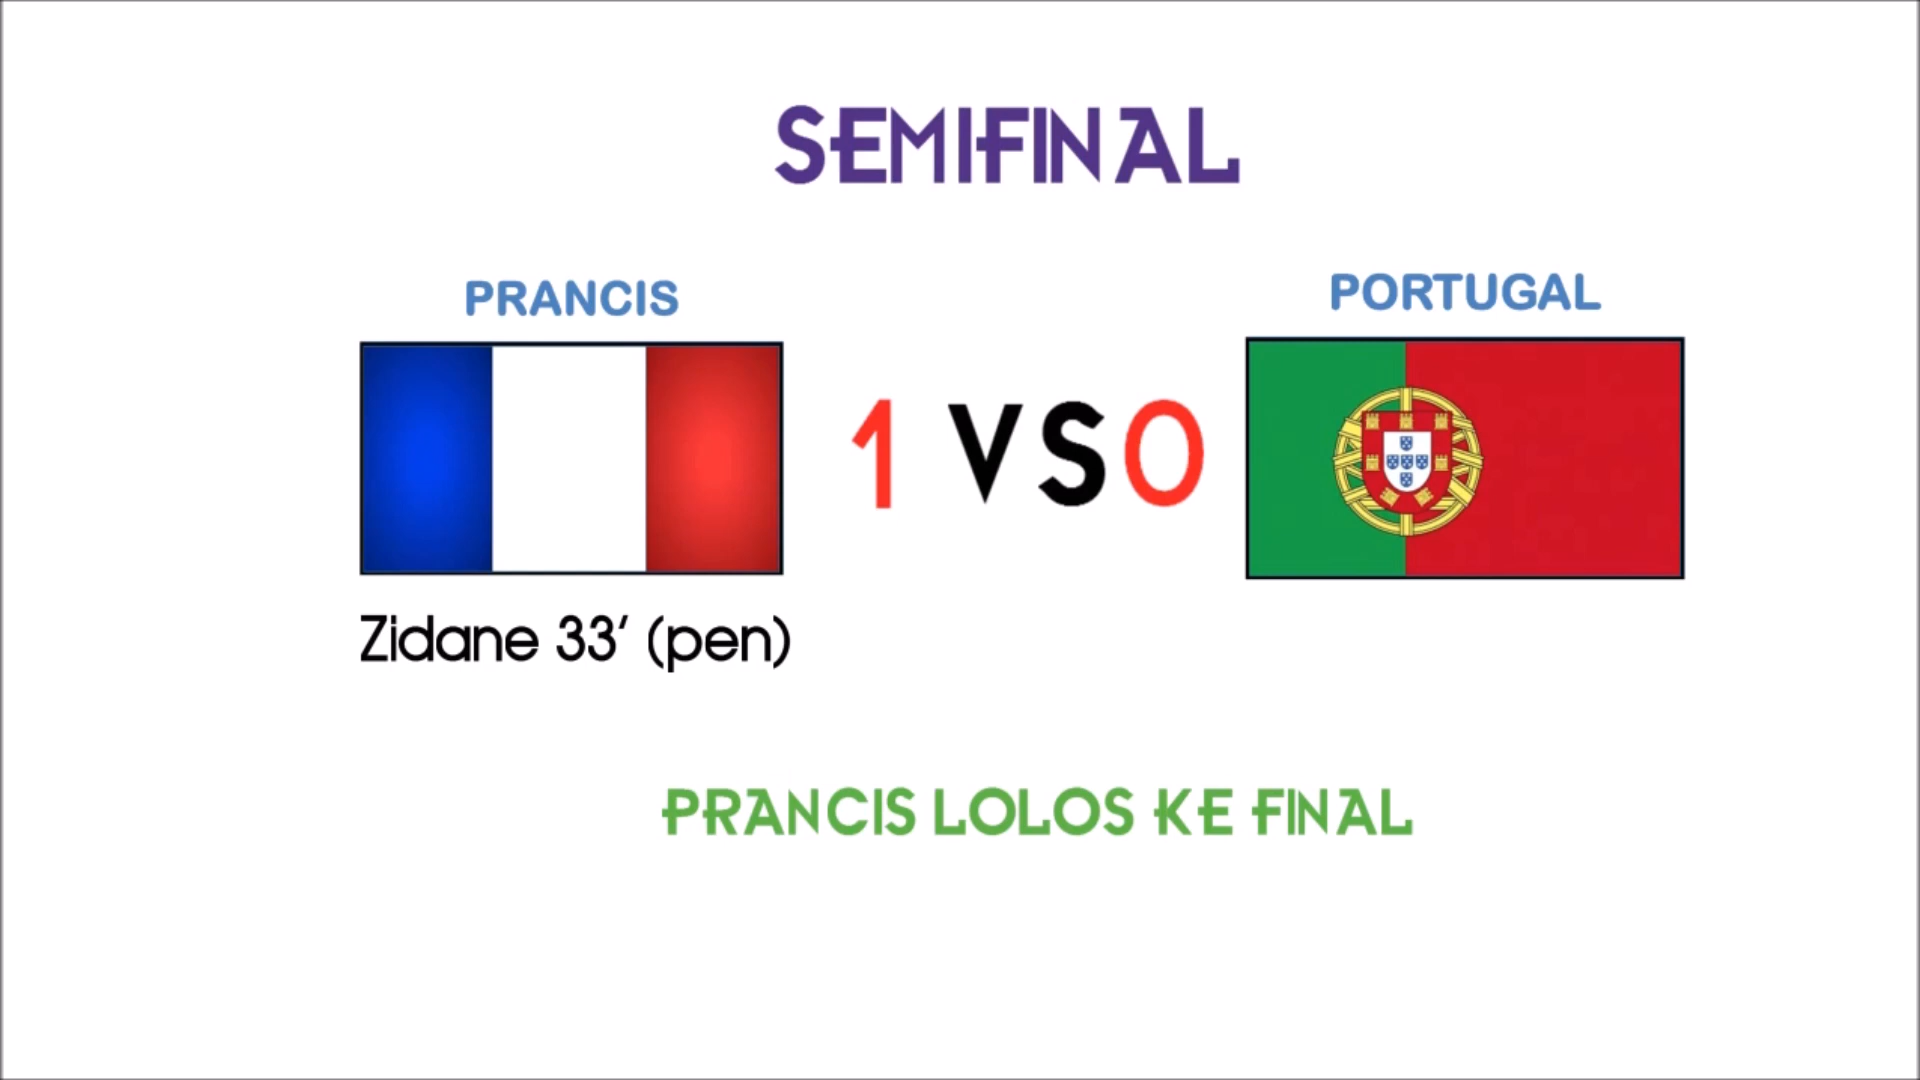 SEMIFINAL
PRANCIS
PORTUGAL
1 VS 0
Zidane 33' (pen)
PRANCIS LOLOS KE FINAL